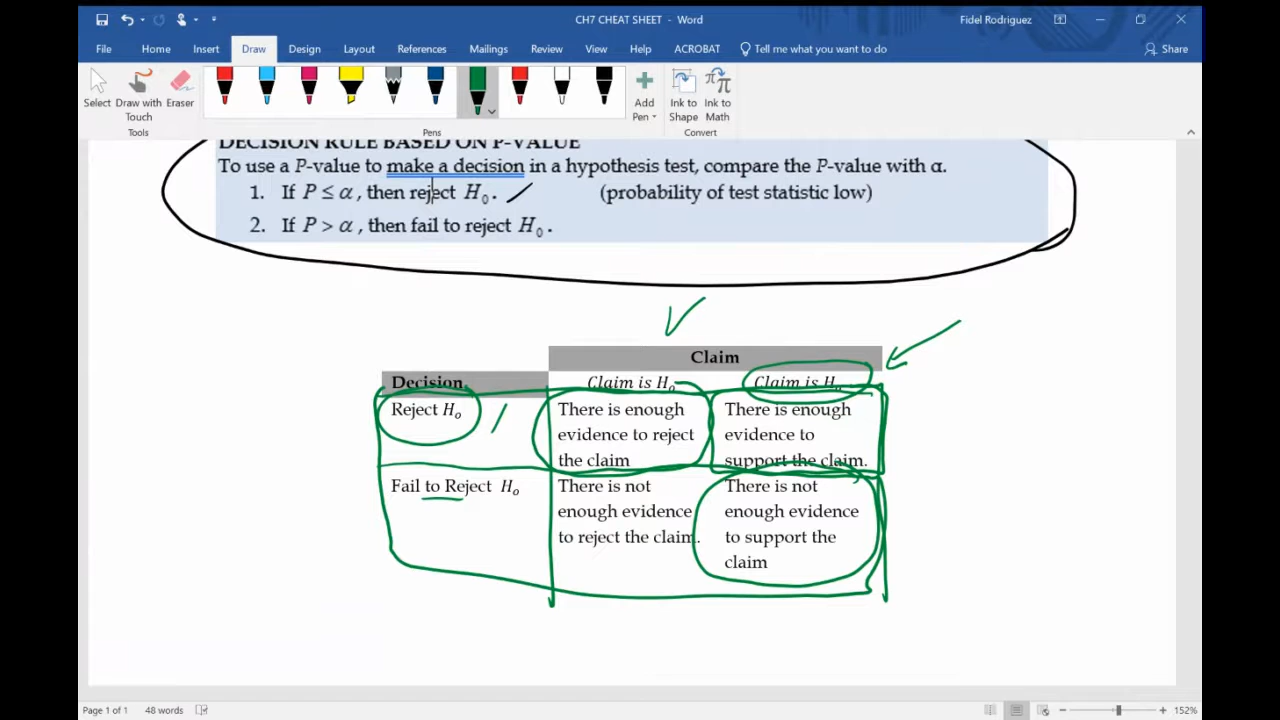 CH7 CHEAT SHEET - Word
Fidel Rodriguez
File Home Insert Draw Design Layout References Mailings Review View Help ACROBAT Tell me what you want to do Share
Select Draw with Touch Eraser Add Pen Ink to Shape Ink to Math
Tools Pens Convert
DECISION RULE BASED ON P-VALUE
To use a P-value to make a decision in a hypothesis test, compare the P-value with α.
1. If P ≤ α, then reject H₀. (probability of test statistic low)
2. If P > α, then fail to reject H₀.
Claim
Decision Claim is Hₒ Claim is Hₐ
Reject Hₒ There is enough There is enough
evidence to reject evidence to
the claim support the claim.
Fail to Reject Hₒ There is not There is not
enough evidence enough evidence
to reject the claim. to support the
claim
Page 1 of 1 48 words 152%